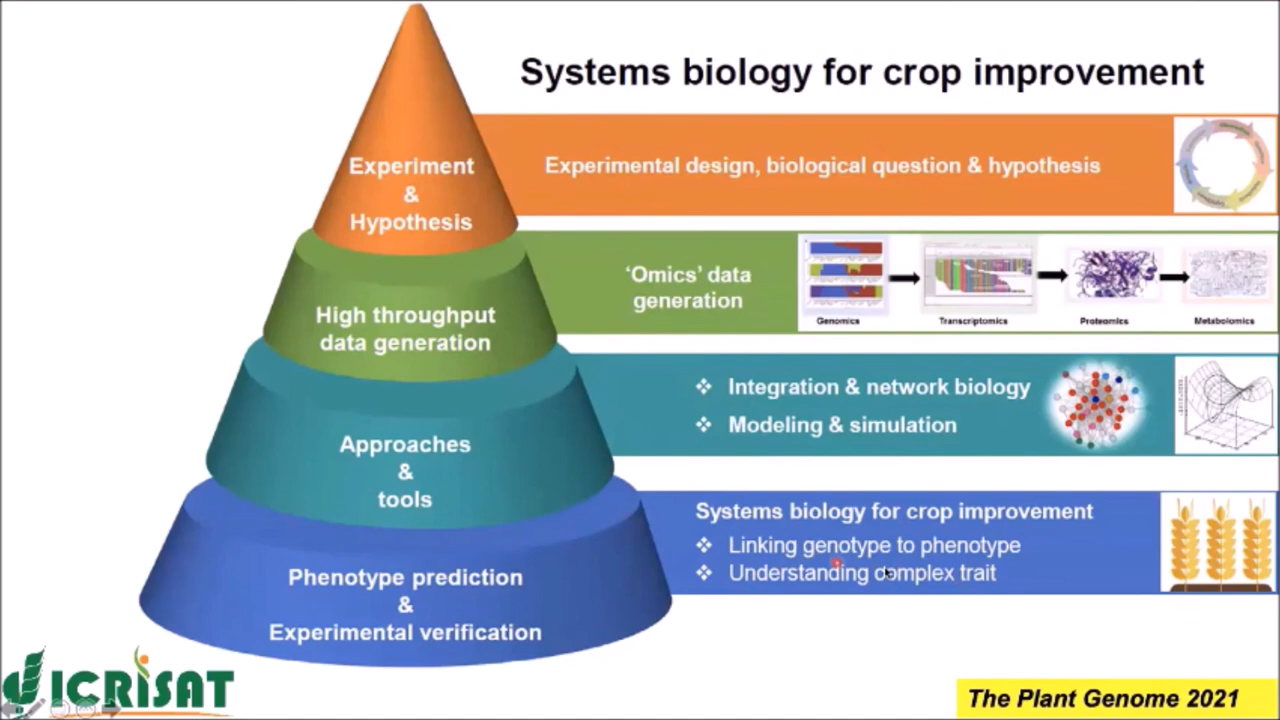 Systems biology for crop improvement
Experiment
&
Hypothesis
Experimental design, biological question & hypothesis
High throughput
data generation
‘Omics’ data
generation
Genomics
Transcriptomics
Proteomics
Metabolomics
Approaches
&
tools
❖ Integration & network biology
❖ Modeling & simulation
Phenotype prediction
&
Experimental verification
Systems biology for crop improvement
❖ Linking genotype to phenotype
❖ Understanding complex trait
ICRISAT
The Plant Genome 2021